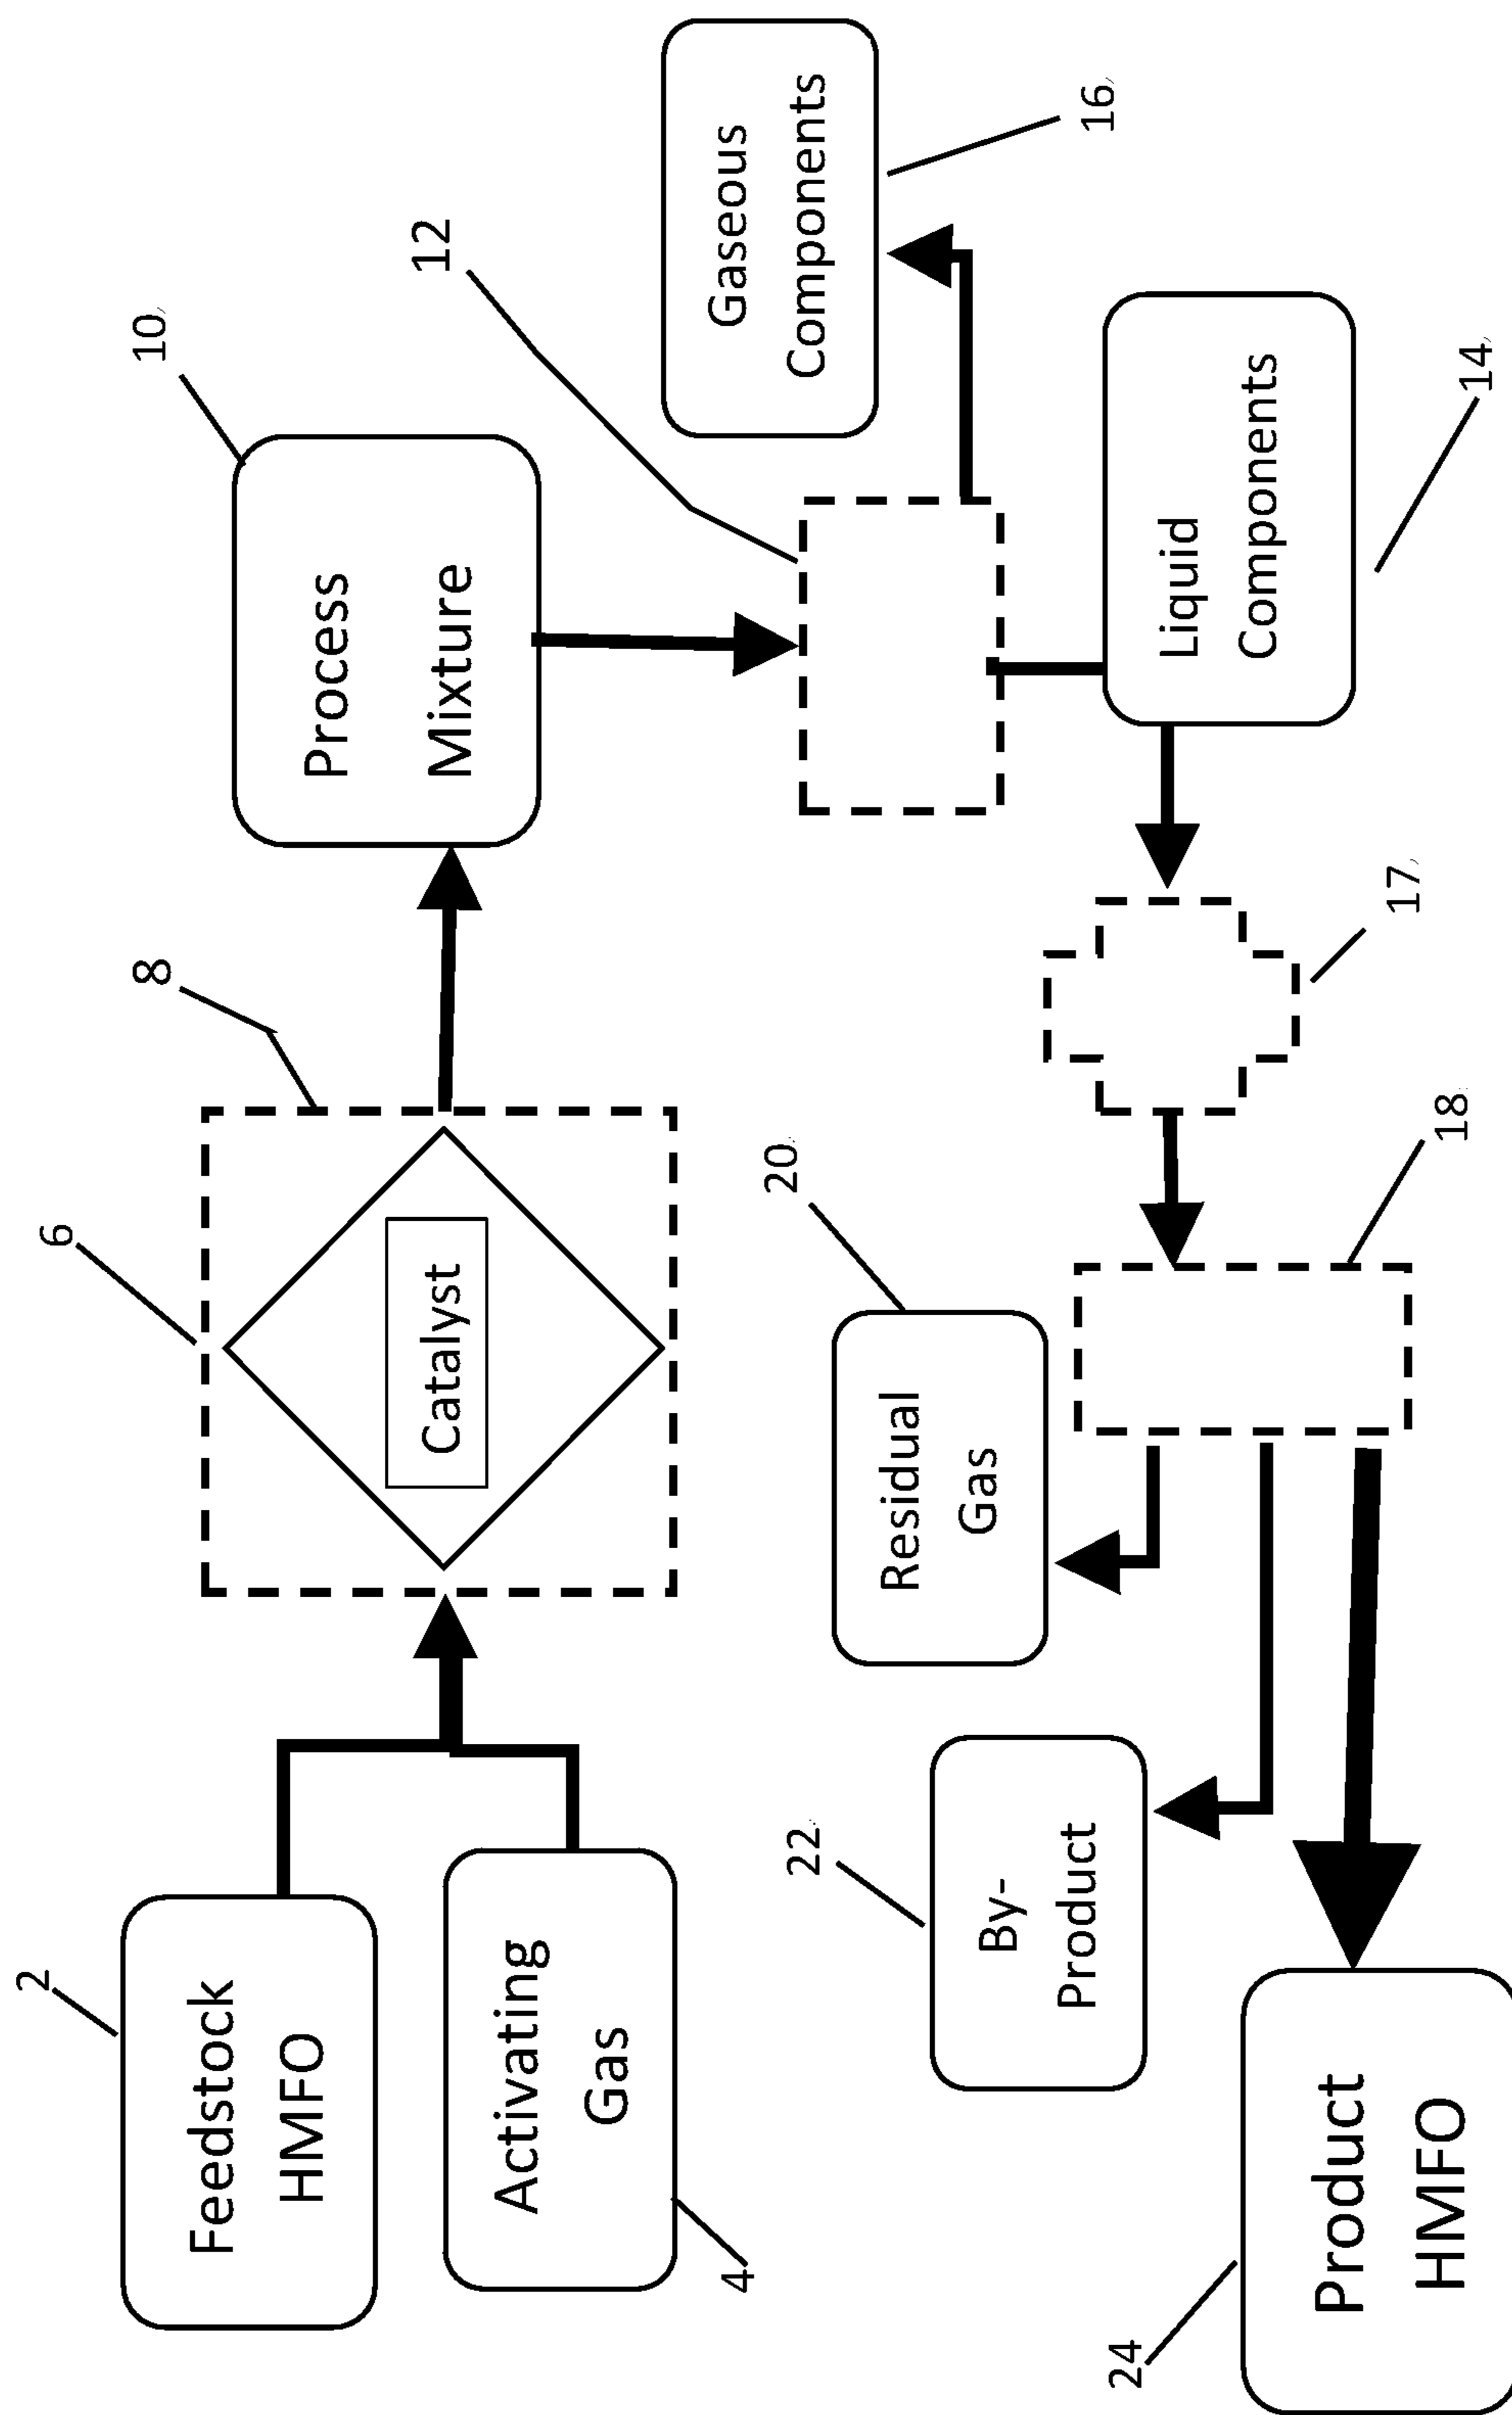 2
Feedstock
HMFO
Activating
Gas
4
6
Catalyst
8
10
Process
Mixture
12
Gaseous
Components
16
Liquid
Components
14
17
18
20
Residual
Gas
22
By-
Product
24
Product
HMFO